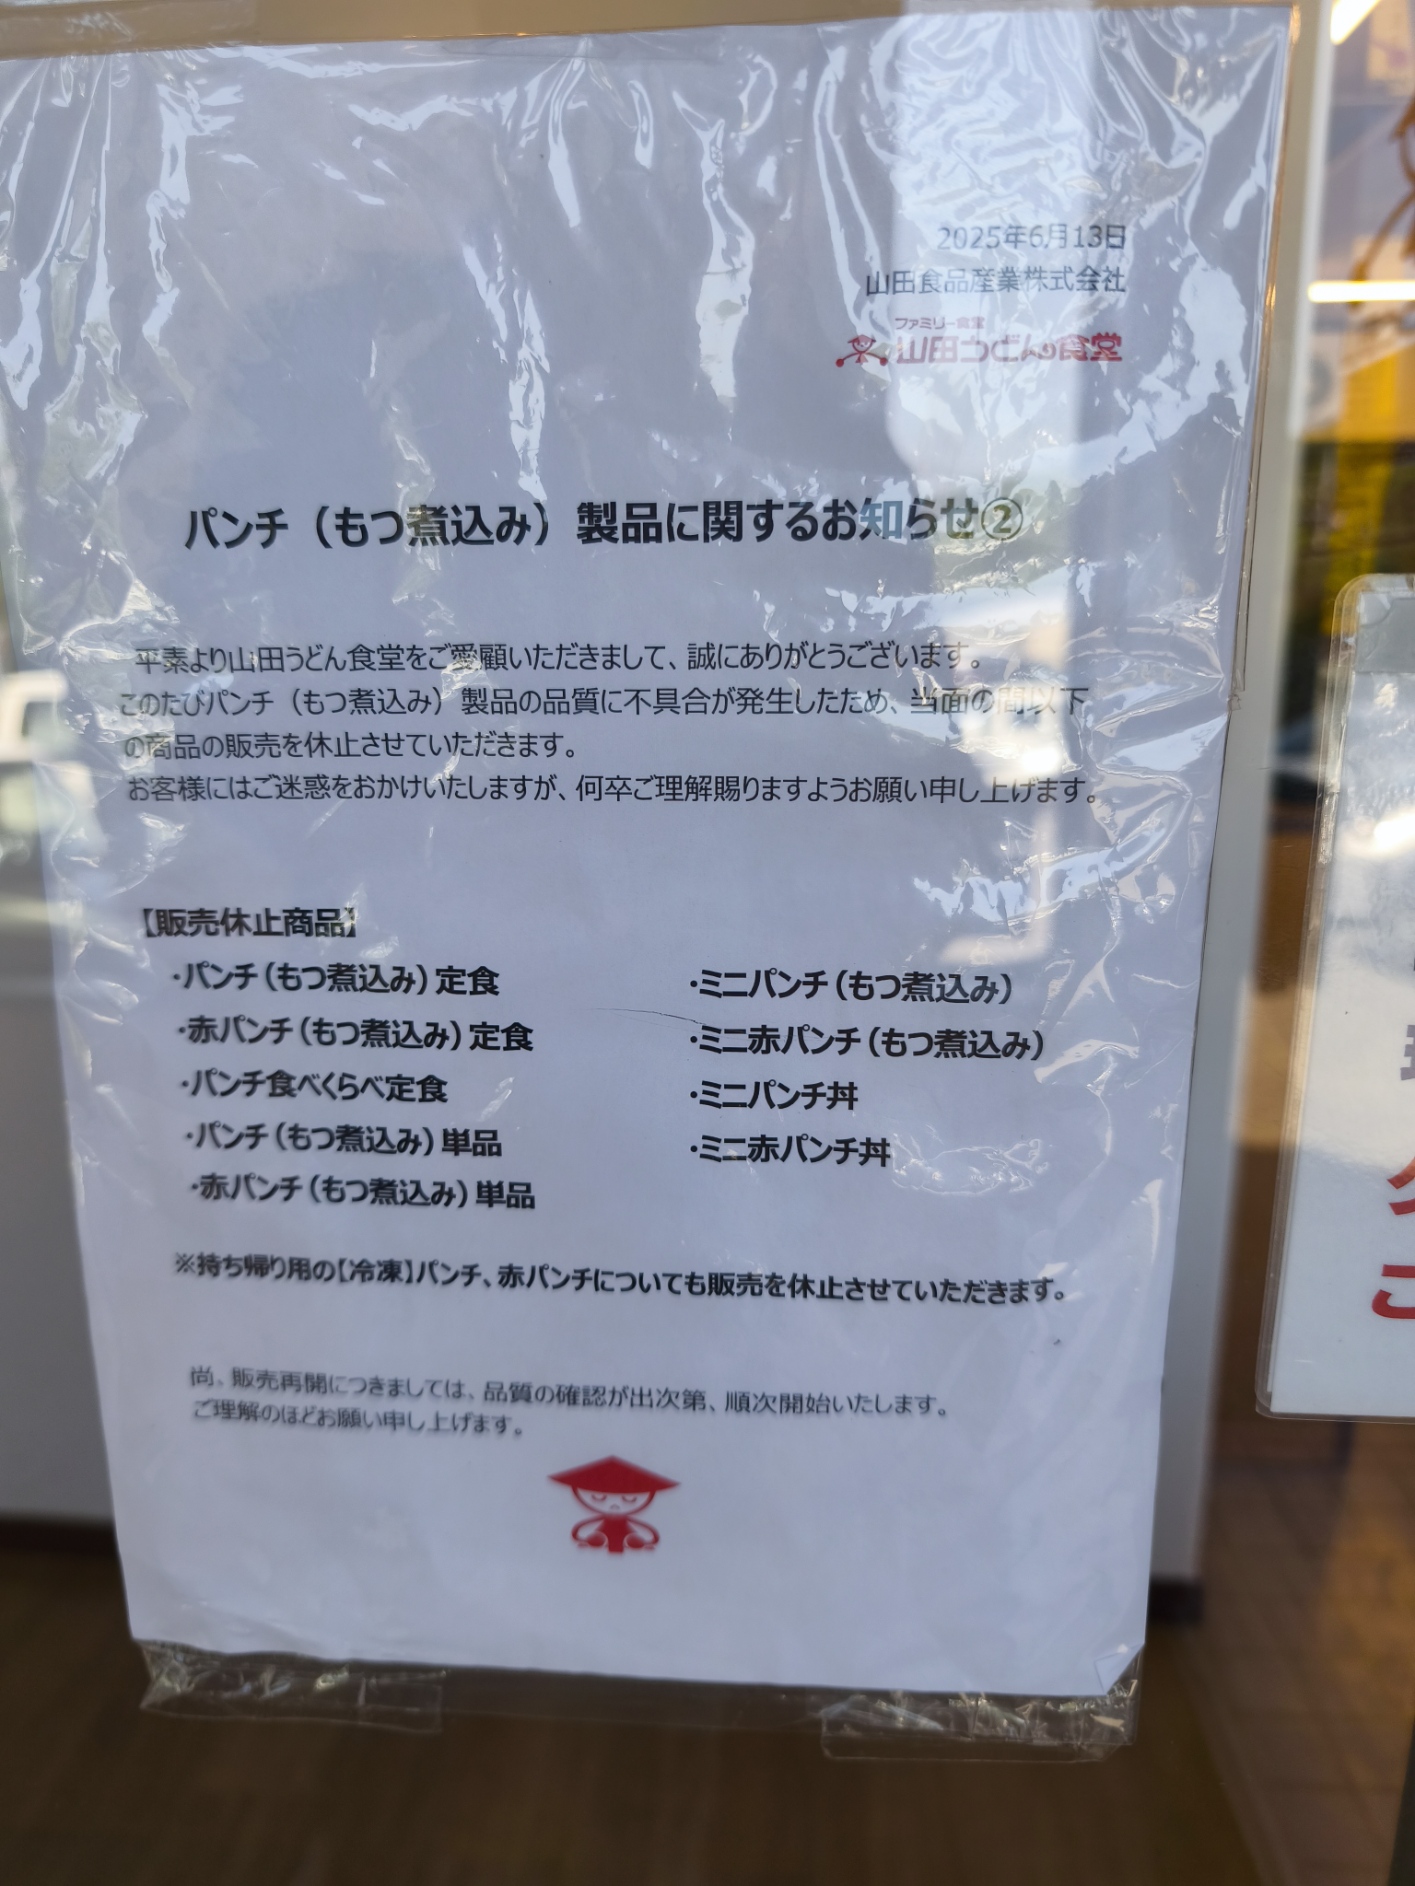 2025年6月13日
山田食品産業株式会社
ファミリー食堂
山田うどん食堂
パンチ（もつ煮込み）製品に関するお知らせ②
平素より山田うどん食堂をご愛顧いただきまして、誠にありがとうございます。
このたびパンチ（もつ煮込み）製品の品質に不具合が発生したため、当面の間以下
の商品の販売を休止させていただきます。
お客様にはご迷惑をおかけいたしますが、何卒ご理解賜りますようお願い申し上げます。
【販売休止商品】
・パンチ（もつ煮込み）定食
・赤パンチ（もつ煮込み）定食
・パンチ食べくらべ定食
・パンチ（もつ煮込み）単品
・赤パンチ（もつ煮込み）単品
・ミニパンチ（もつ煮込み）
・ミニ赤パンチ（もつ煮込み）
・ミニパンチ丼
・ミニ赤パンチ丼
※持ち帰り用の【冷凍】パンチ、赤パンチについても販売を休止させていただきます。
尚、販売再開につきましては、品質の確認が出次第、順次開始いたします。
ご理解のほどお願い申し上げます。